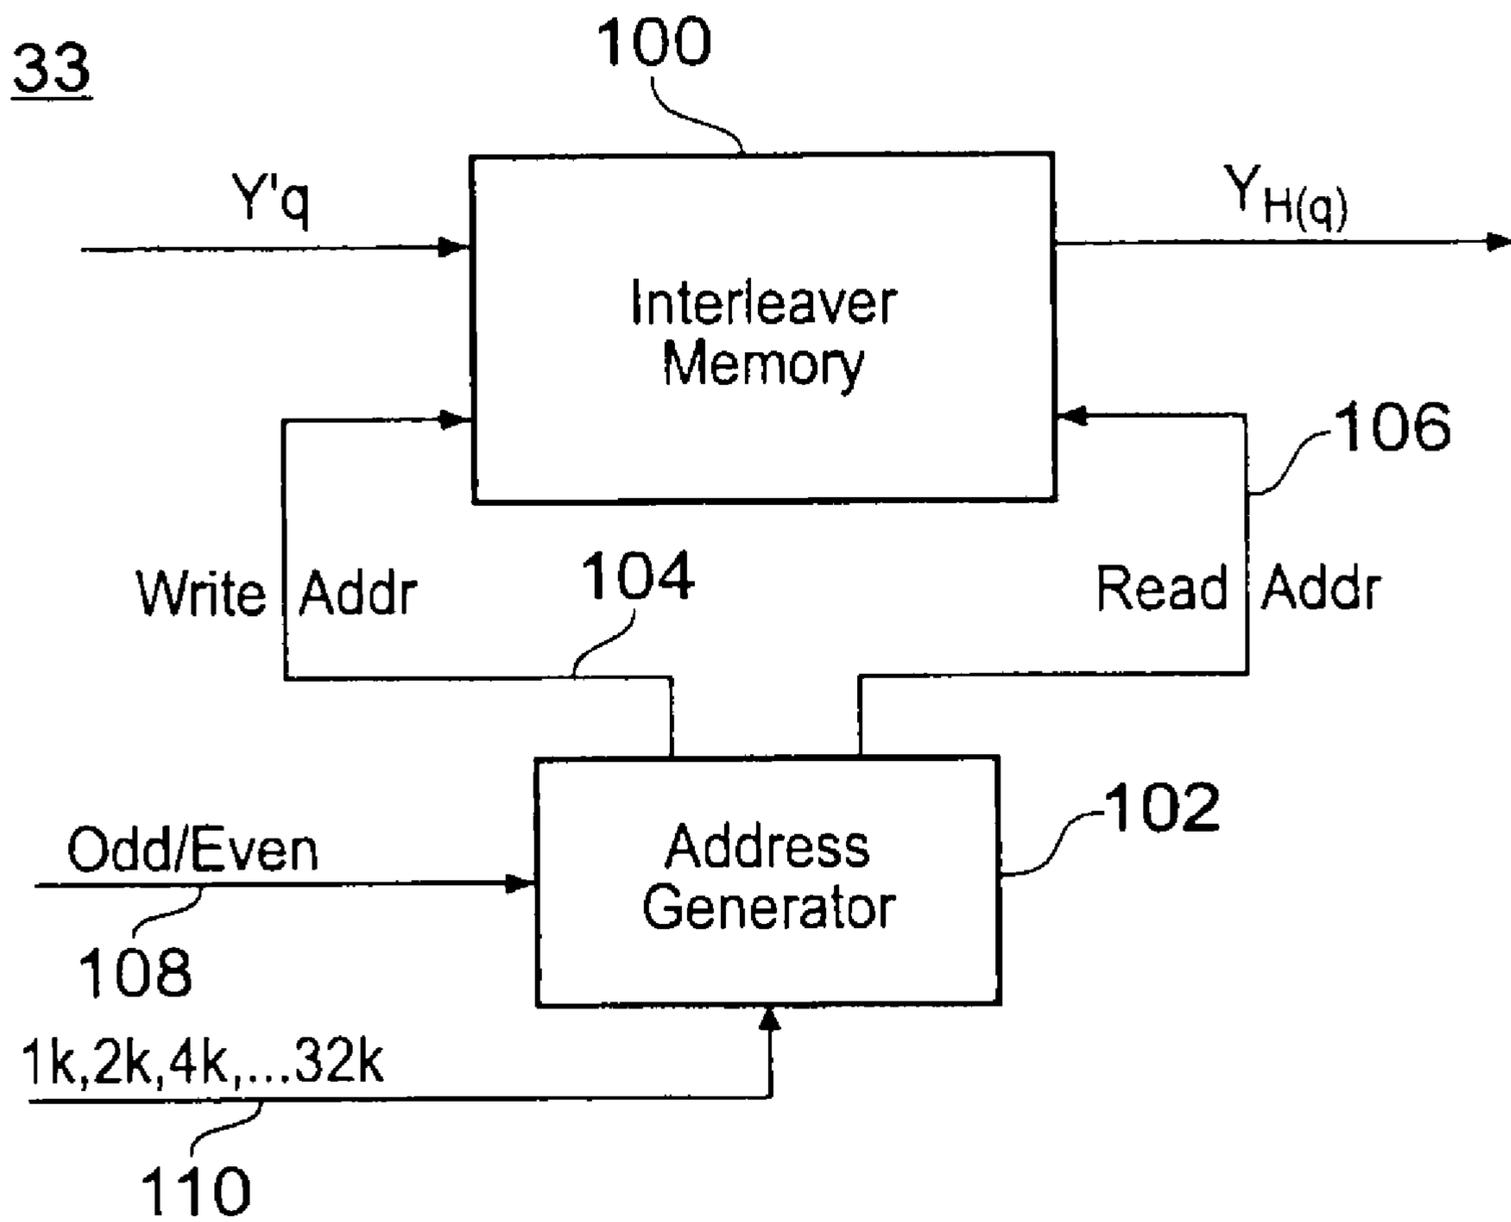 100
33
Y'q
Y_H(q)
Interleaver
Memory
106
104
Write Addr
Read Addr
102
Odd/Even
Address
Generator
108
1k,2k,4k,...32k
110